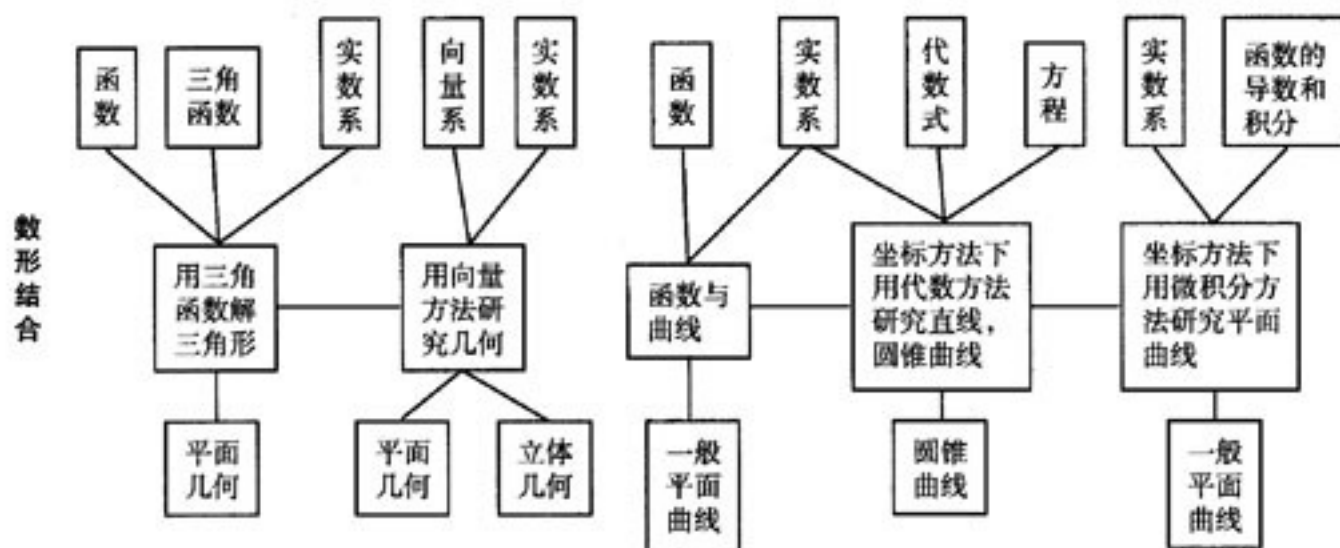 函
数
三角
函数
实
数
系
向
量
系
实
数
系
函
数
实
数
系
代
数
式
方
程
实
数
系
函数的
导数和
积分
数
形
结
合
用三角
函数解
三角形
用向量
方法研
究几何
函数与
曲线
坐标方法下
用代数方法
研究直线，
圆锥曲线
坐标方法下
用微积分方
法研究平面
曲线
平面
几何
平面
几何
立体
几何
一般
平面
曲线
圆锥
曲线
一般
平面
曲线